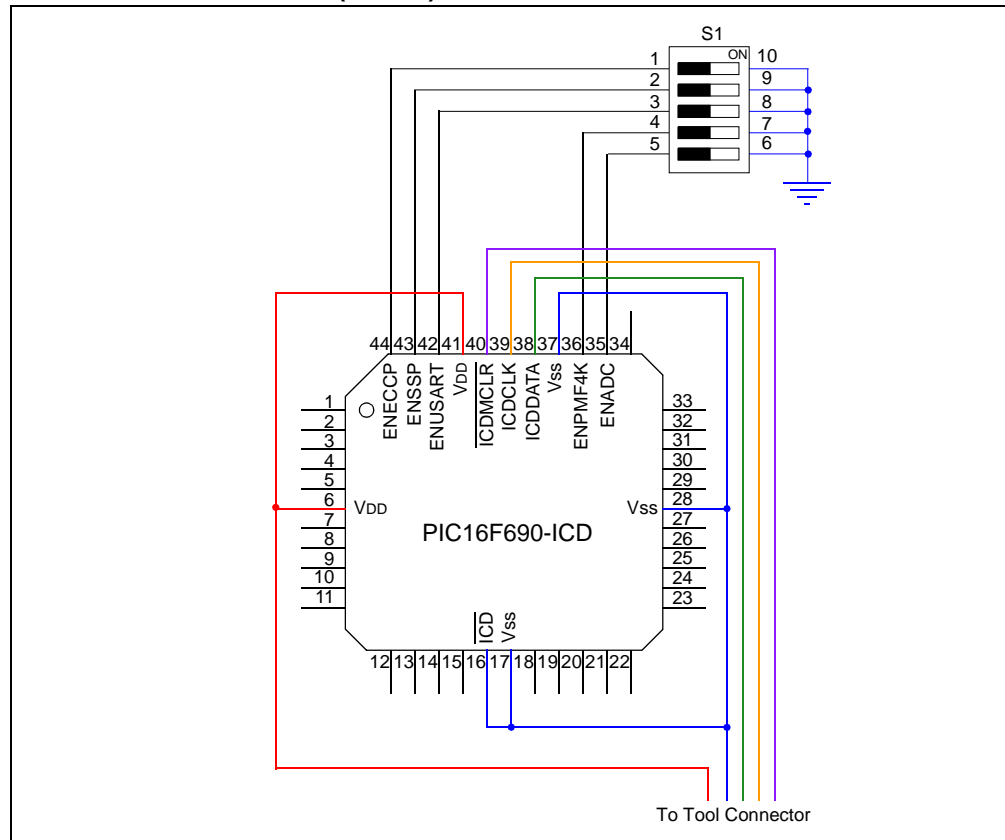 S1
ON
1 10
2 9
3 8
4 7
5 6
44 43 42 41 40 39 38 37 36 35 34
ENECCP
ENSSP
ENUSART
VDD
ICDMCLR
ICDCLK
ICDDATA
Vss
ENPMF4K
ENADC
1 33
2 32
3 31
4 30
5 29
6 VDD Vss 28
7 27
8 26
9 25
10 24
11 23
PIC16F690-ICD
ICD
Vss
12 13 14 15 16 17 18 19 20 21 22
To Tool Connector